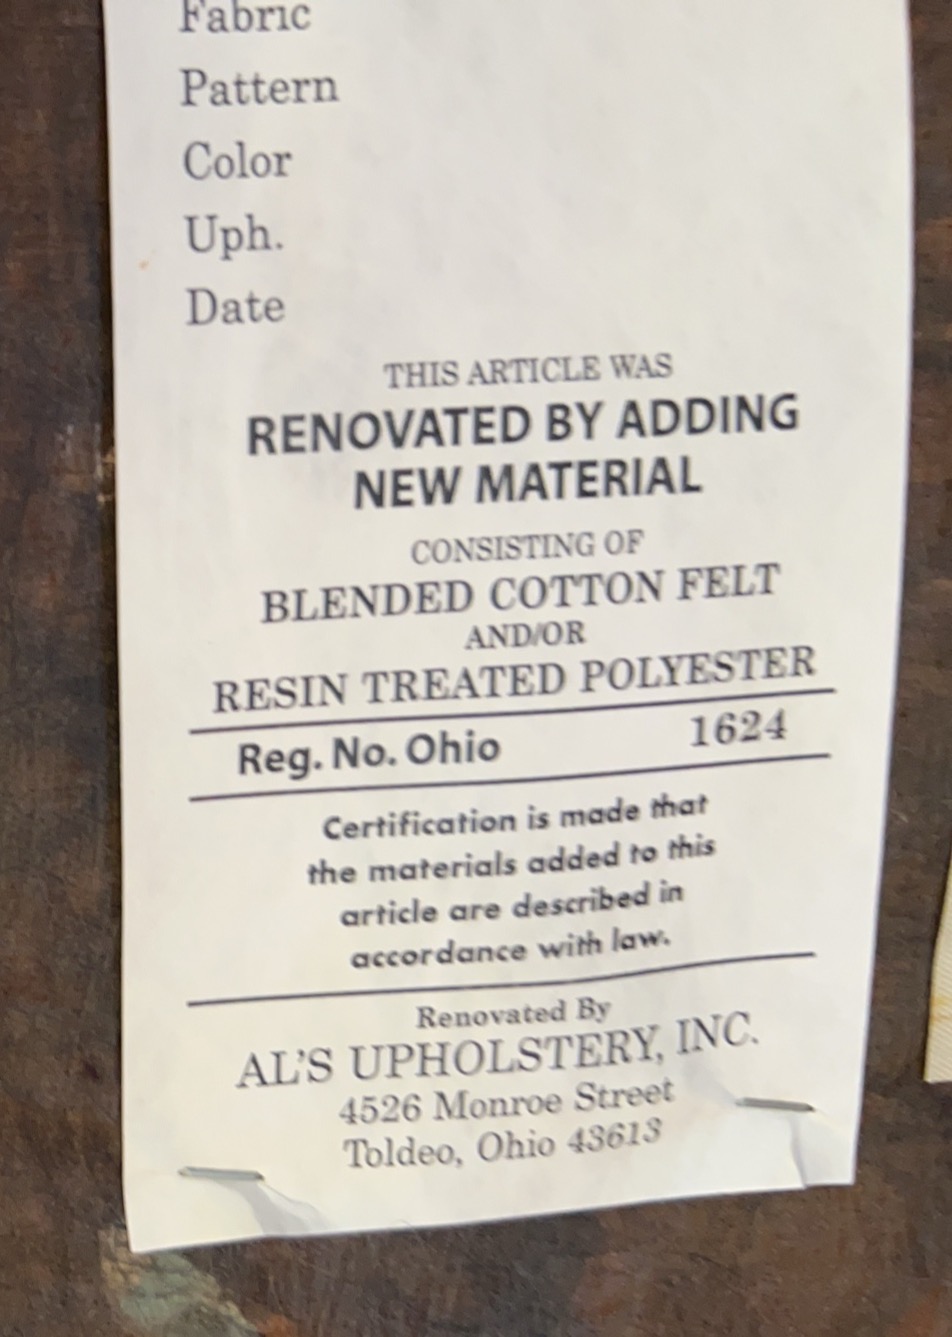 Fabric
Pattern
Color
Uph.
Date
THIS ARTICLE WAS
RENOVATED BY ADDING
NEW MATERIAL
CONSISTING OF
BLENDED COTTON FELT
AND/OR
RESIN TREATED POLYESTER
Reg. No. Ohio 1624
Certification is made that
the materials added to this
article are described in
accordance with law.
Renovated By
AL'S UPHOLSTERY, INC.
4526 Monroe Street
Toldeo, Ohio 43613